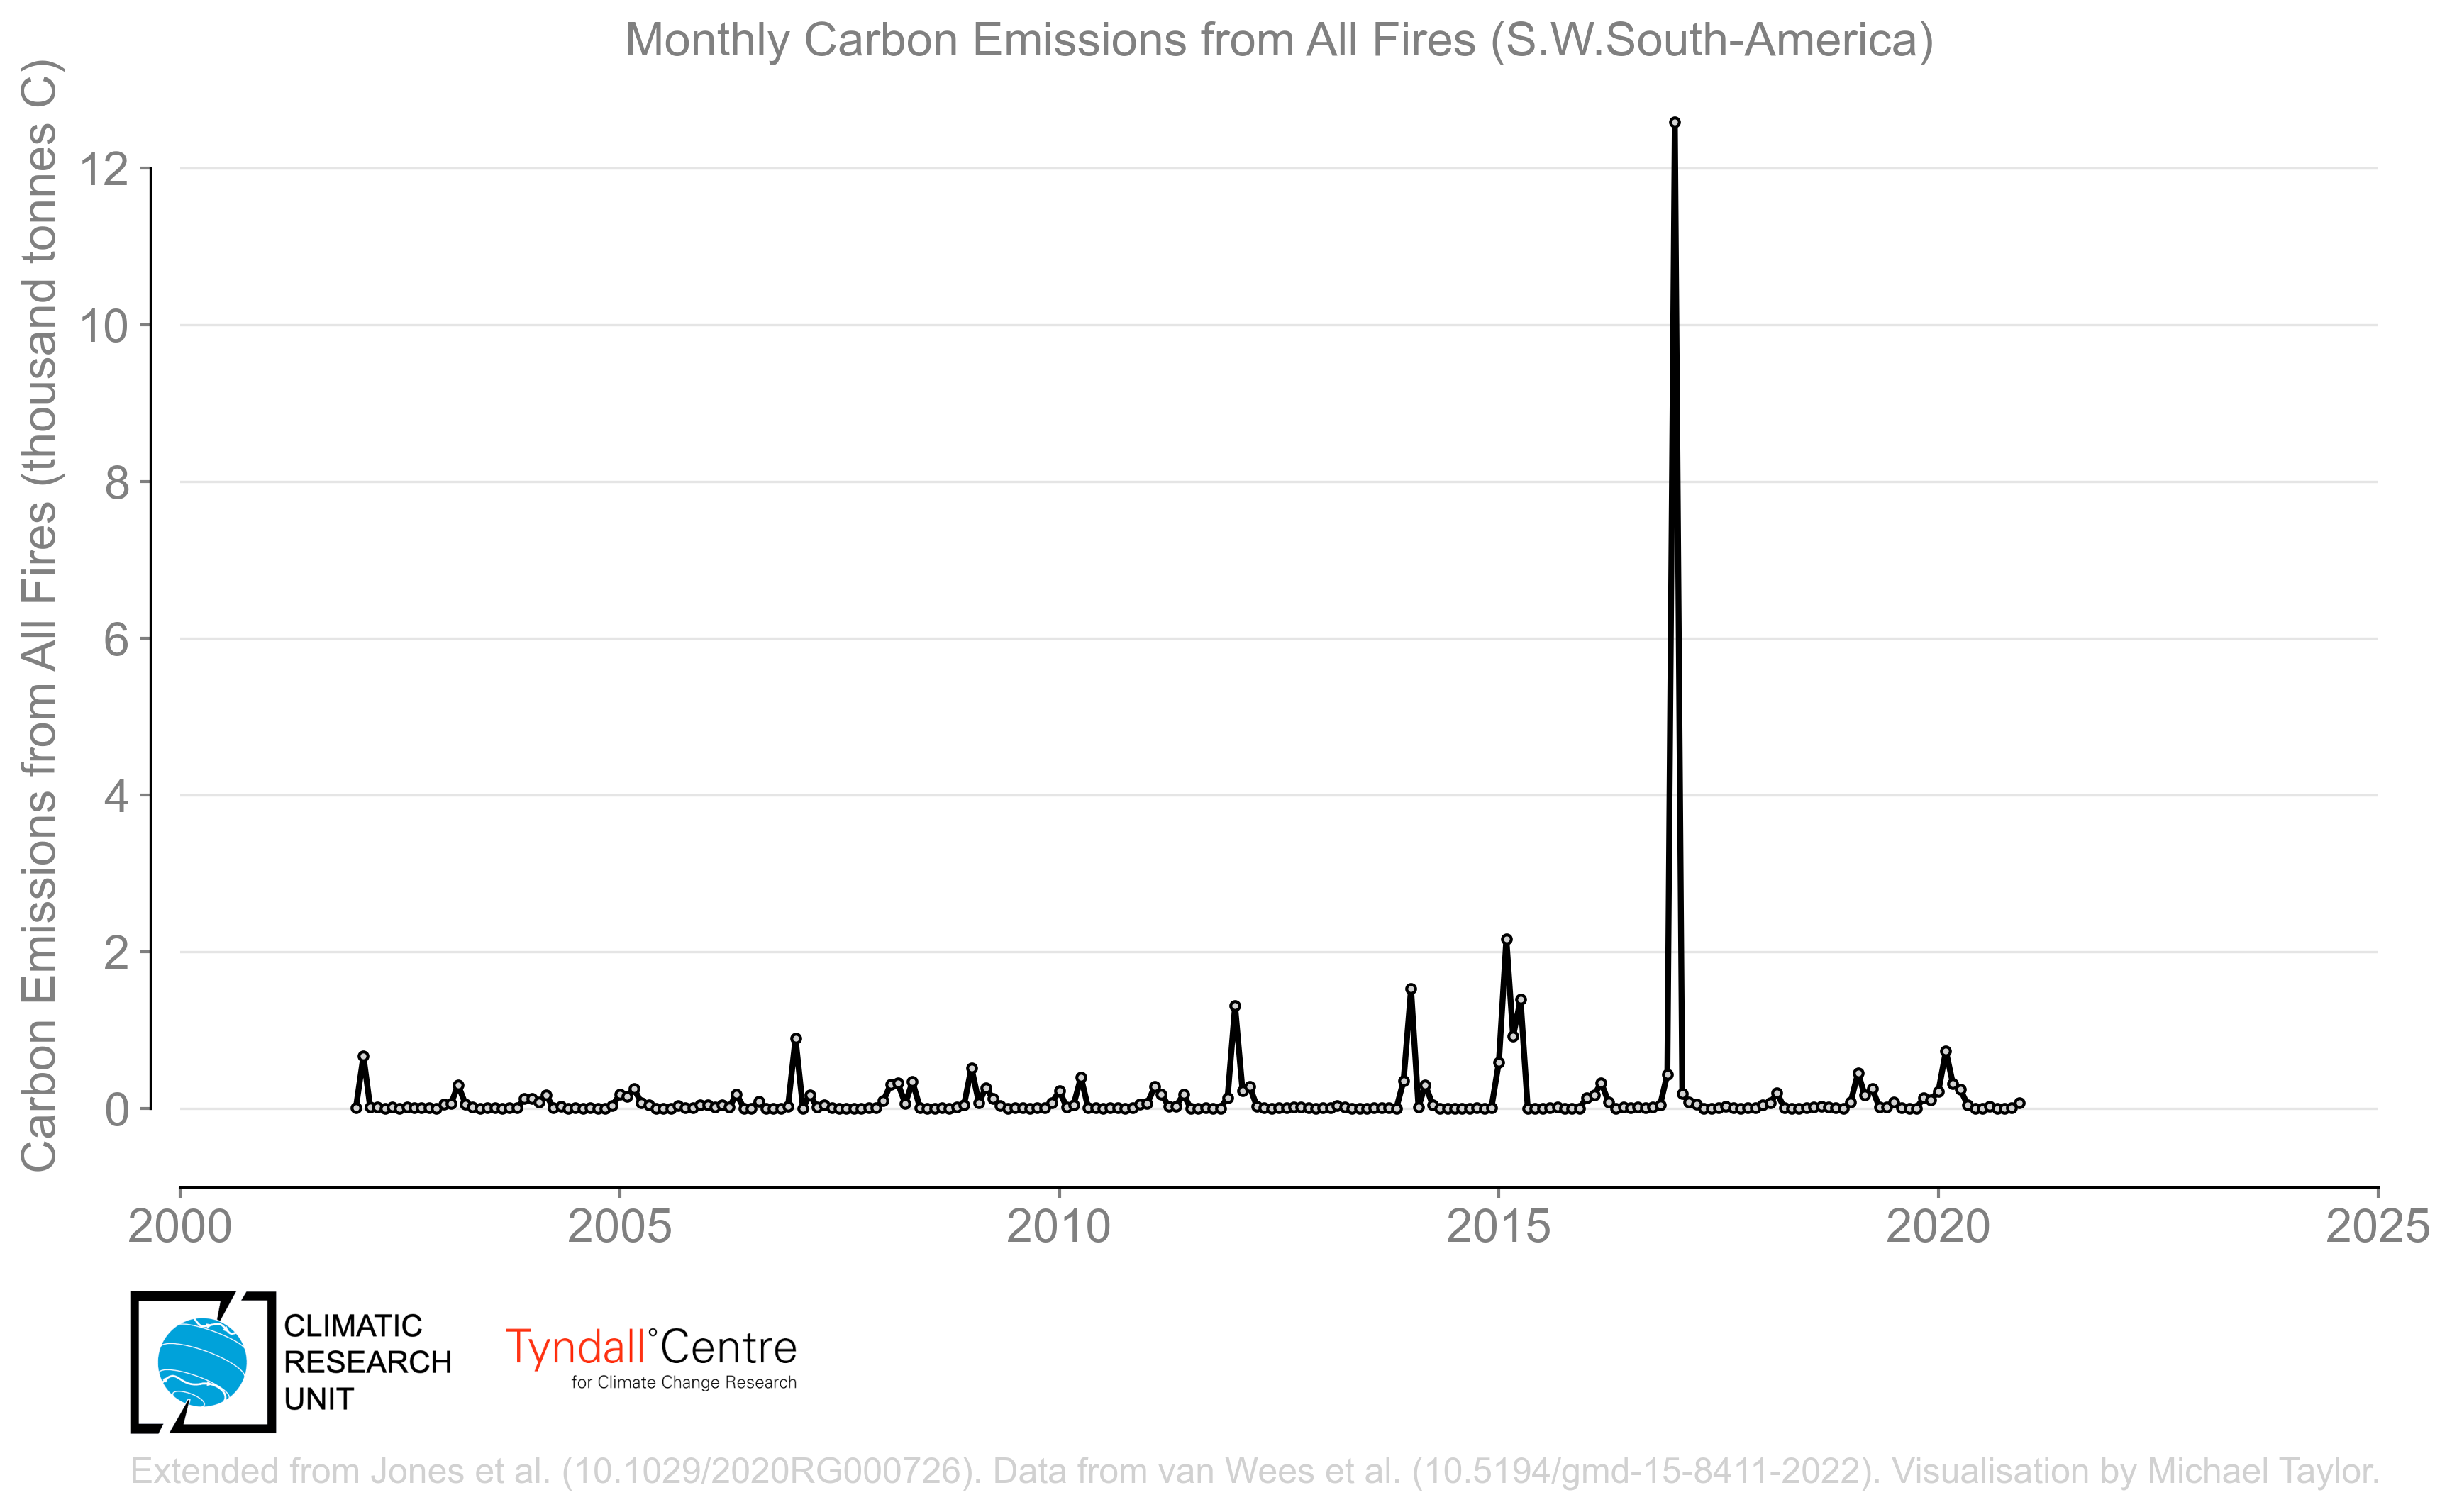 Monthly Carbon Emissions from All Fires (S.W.South-America)
Carbon Emissions from All Fires (thousand tonnes C)
12
10
8
6
4
2
0
2000
2005
2010
2015
2020
2025
CLIMATIC
RESEARCH
UNIT
Tyndall°Centre
for Climate Change Research
Extended from Jones et al. (10.1029/2020RG000726). Data from van Wees et al. (10.5194/gmd-15-8411-2022). Visualisation by Michael Taylor.